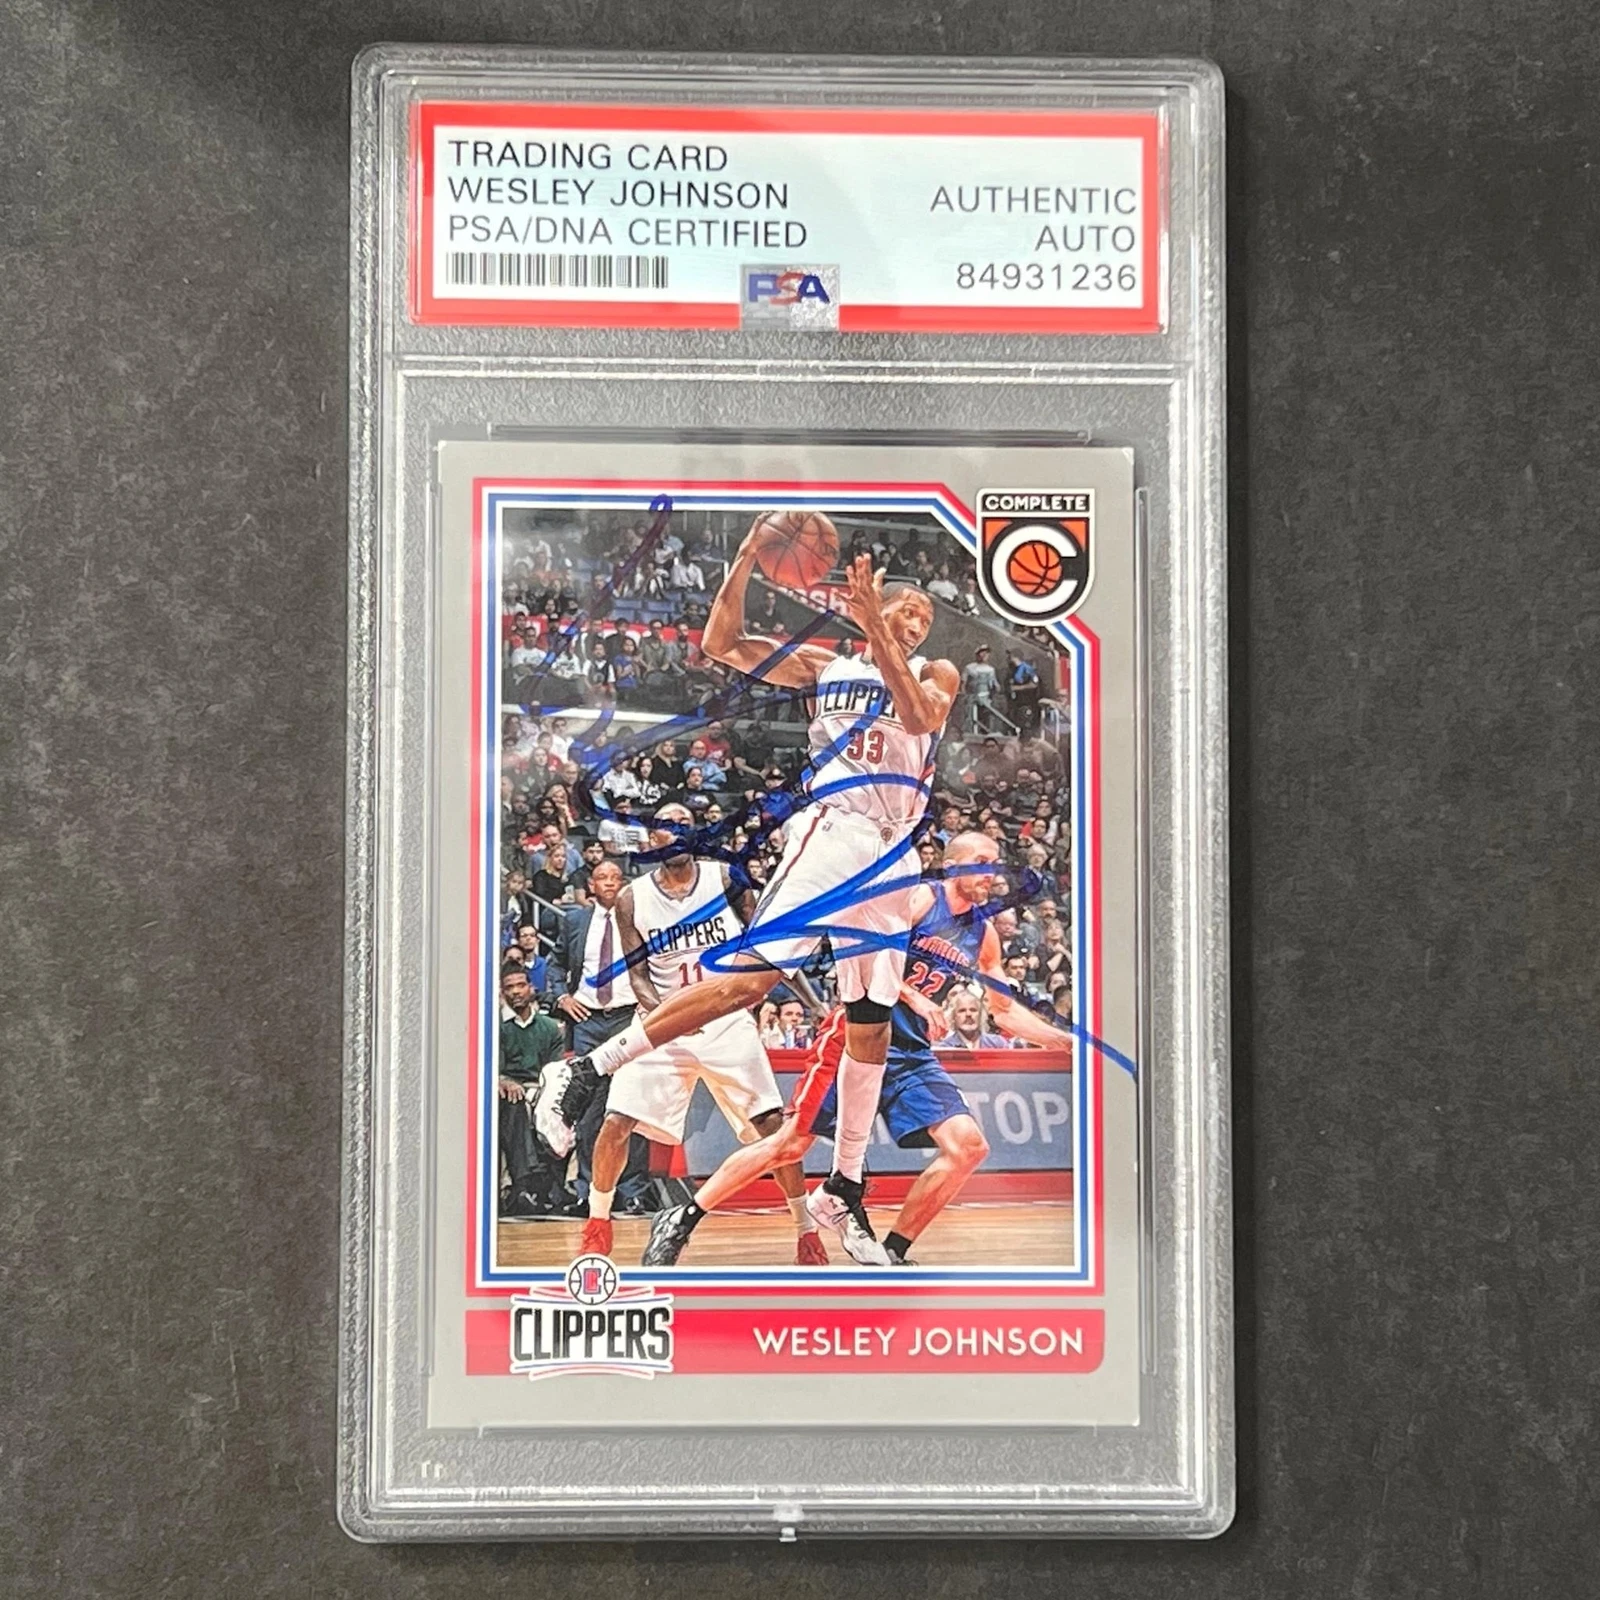 TRADING CARD
WESLEY JOHNSON
PSA/DNA CERTIFIED
AUTHENTIC
AUTO
84931236
PSA
COMPLETE
C
CLIPPE
33
CLIPPERS
11
22
TOP
CLIPPERS
WESLEY JOHNSON